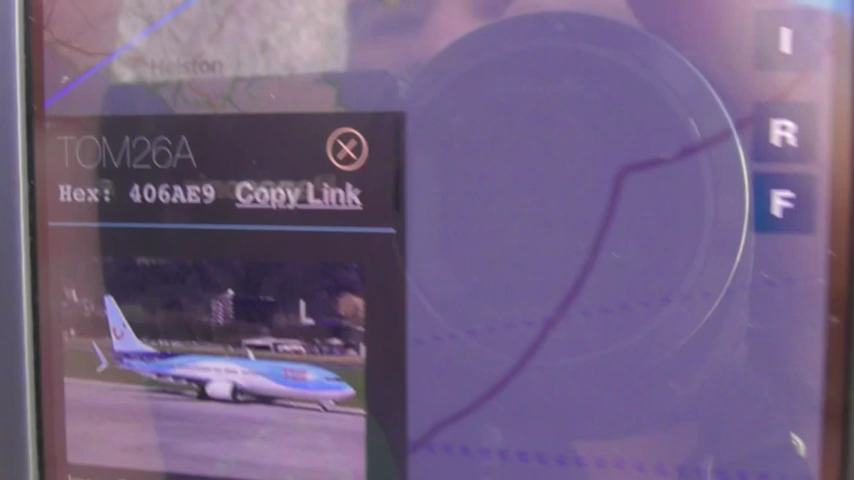 Helston
I
TOM26A
R
Hex: 406AE9 Copy Link
F